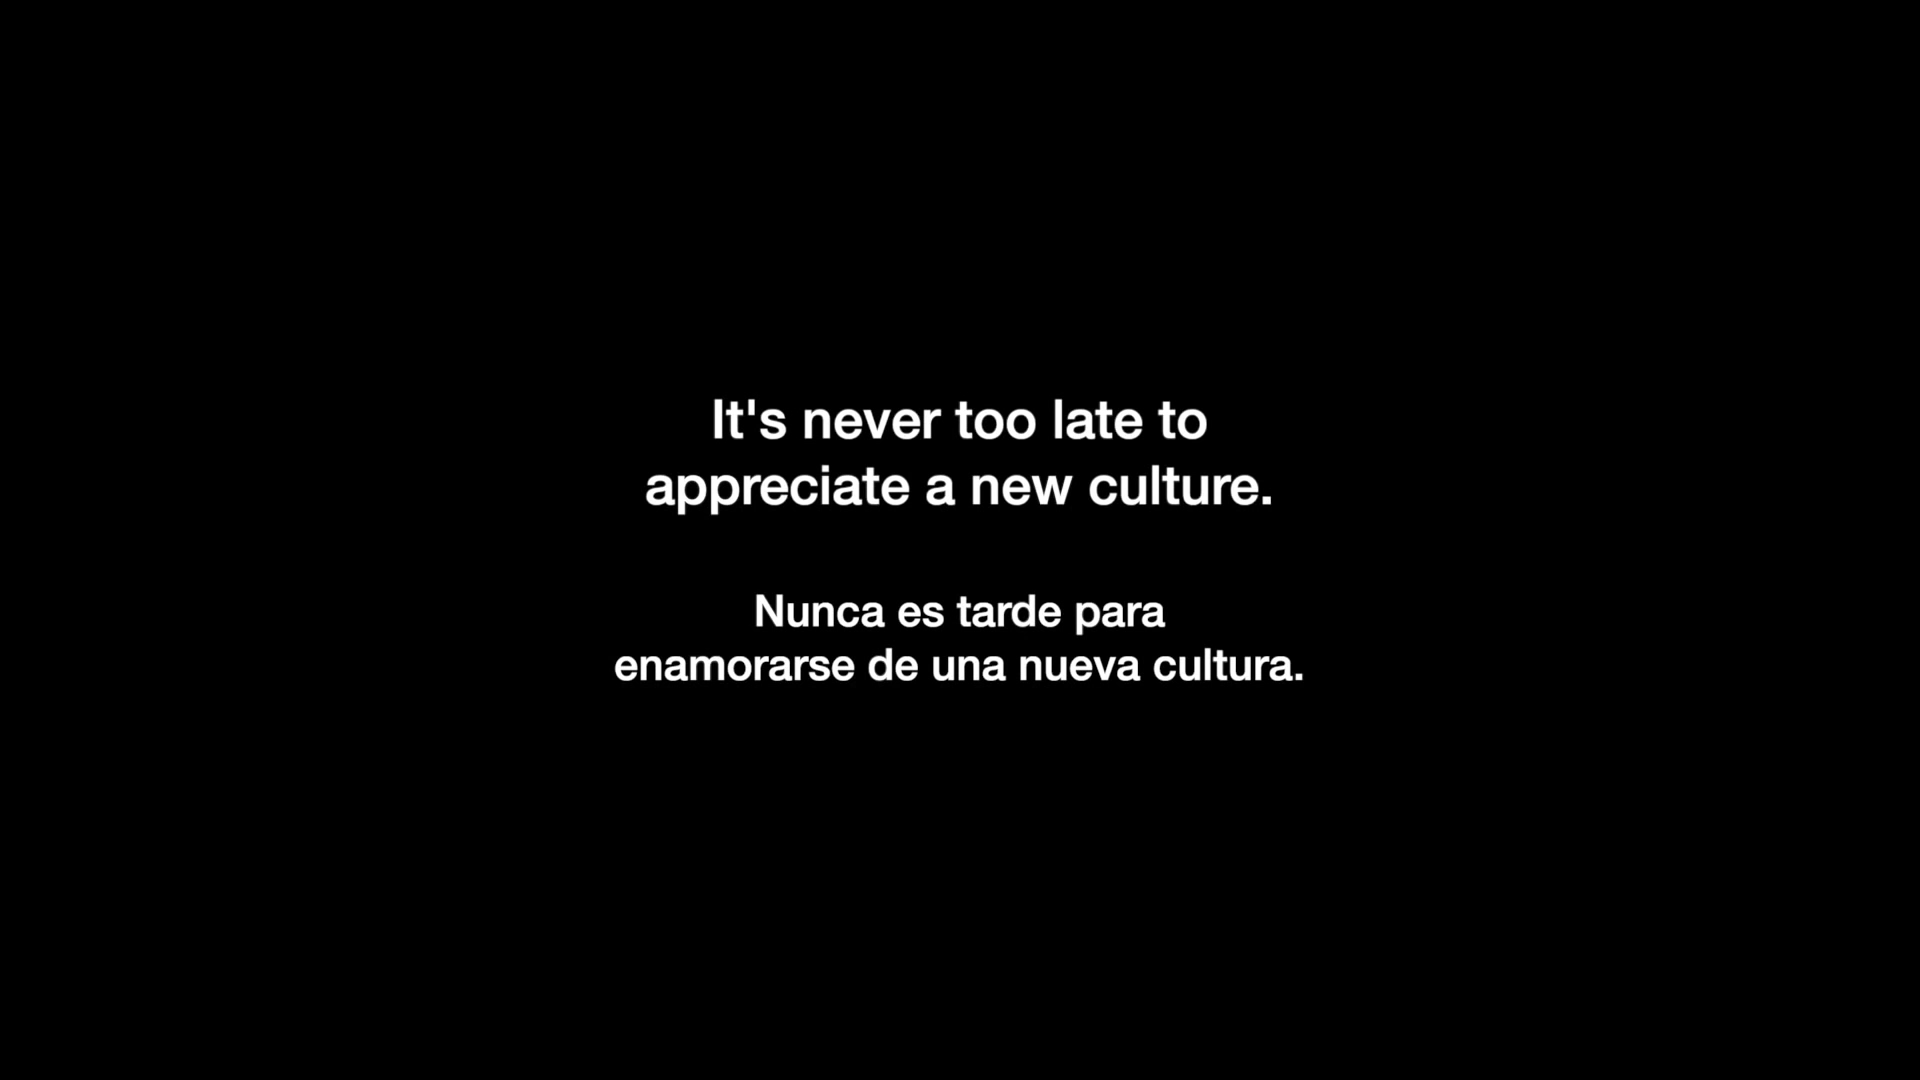 It's never too late to
appreciate a new culture.
Nunca es tarde para
enamorarse de una nueva cultura.